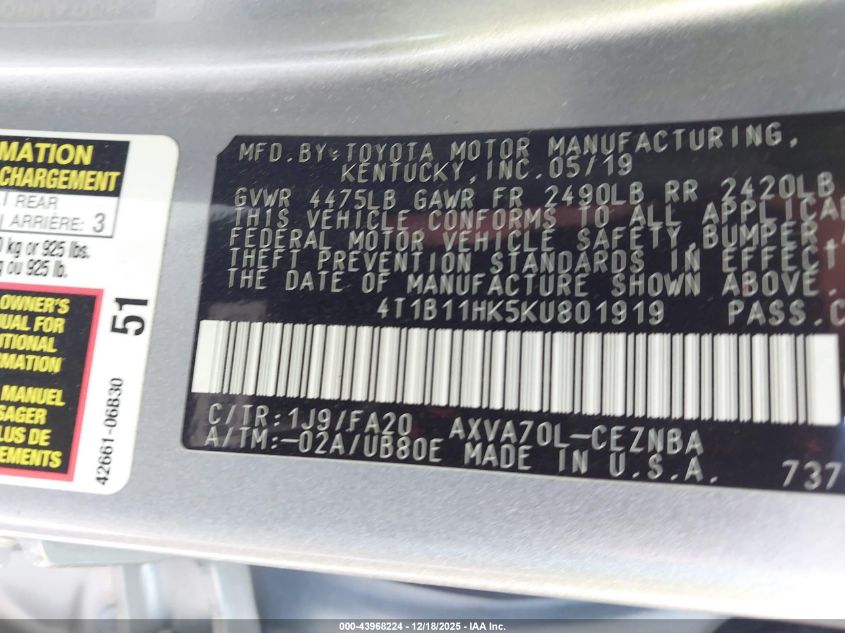 MATION
CHARGEMENT
REAR
ARRIÈRE: 3
kg or 925 lbs.
ou 925 lb.
OWNER'S
UAL FOR
ITIONAL
RMATION
MANUEL
SAGER
LUS DE
EMENTS
51
42661-06B30
MFD.BY:TOYOTA MOTOR MANUFACTURING,
KENTUCKY,INC.05/19
GVWR 4475LB GAWR FR 2490LB RR 2420LB
THIS VEHICLE CONFORMS TO ALL APPLICA
FEDERAL MOTOR VEHICLE SAFETY,BUMPER,
THEFT PREVENTION STANDARDS IN EFFECT
THE DATE OF MANUFACTURE SHOWN ABOVE.
4T1B11HK5KU801919 PASS.C
C/TR:1J9/FA20 AXVA70L-CEZNBA
A/TM:-02A/UB80E MADE IN U.S.A.
737
000-43968224 | 12/18/2025 - IAA Inc.